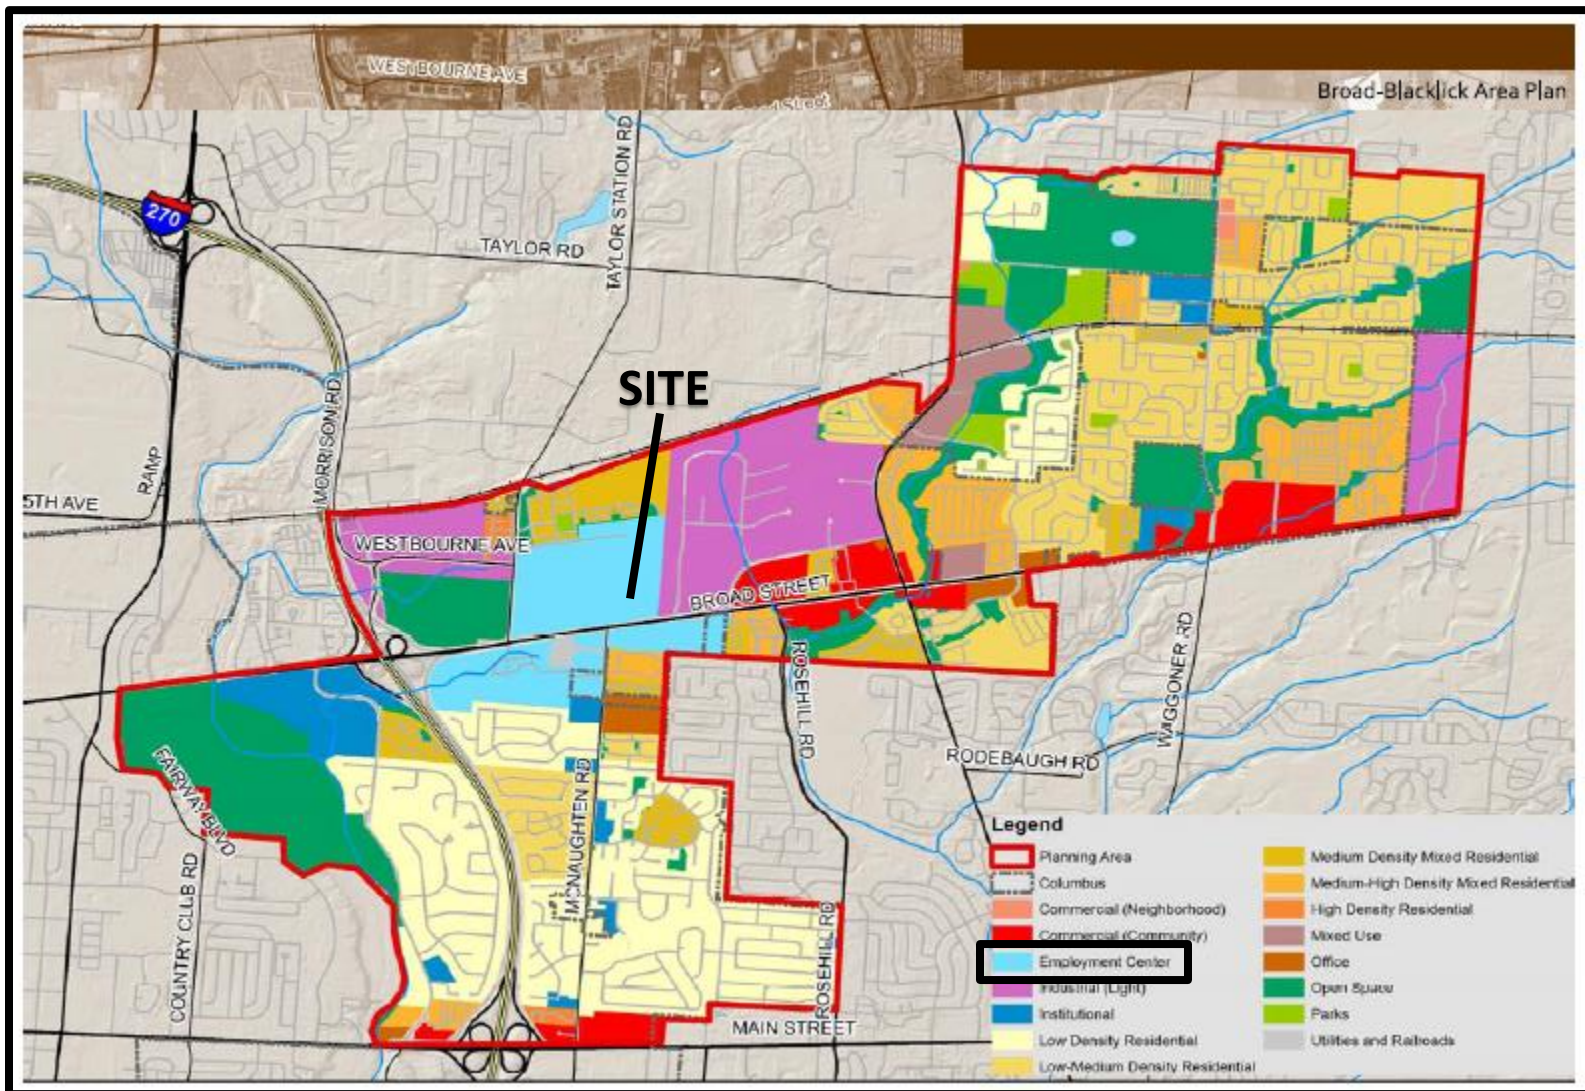 WESTBOURNE AVE
Broad-Blacklick Area Plan
270
TAYLOR STATION RD
TAYLOR RD
SITE
MORRISON RD
RAMP
5TH AVE
WESTBOURNE AVE
BROAD STREET
ROSEHILL RD
WAGGONER RD
RODEBAUGH RD
FAIRWAY BLVD
COUNTRY CLUB RD
MCNAUGHTEN RD
ROSEHILL RD
MAIN STREET
Legend
Planning Area
Columbus
Commercial (Neighborhood)
Commercial (Community)
Employment Center
Industrial (Light)
Institutional
Low Density Residential
Low-Medium Density Residential
Medium Density Mixed Residential
Medium-High Density Mixed Residential
High Density Residential
Mixed Use
Office
Open Space
Parks
Utilities and Railroads